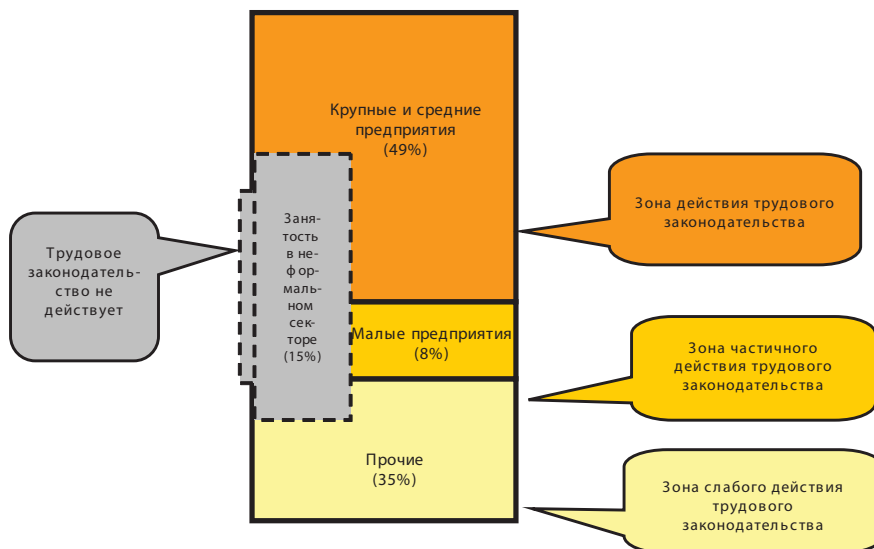 Крупные и средние
предприятия
(49%)
Заня-
тость
в не-
фор-
маль-
ном
сек-
торе
(15%)
Малые предприятия
(8%)
Прочие
(35%)
Трудовое
законодатель-
ство не
действует
Зона действия трудового
законодательства
Зона частичного
действия трудового
законодательства
Зона слабого действия
трудового
законодательства